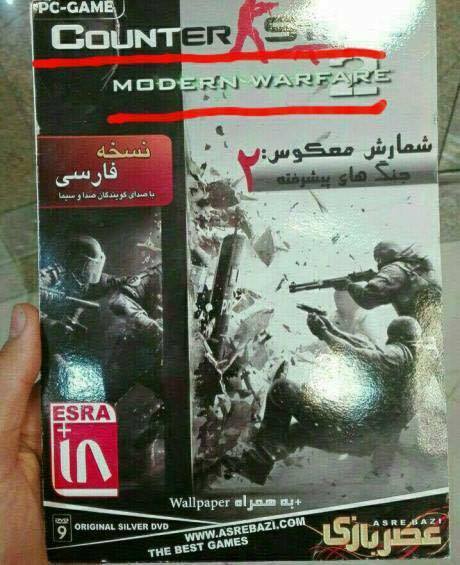 PC-GAME
COUNTER
MODERN WARFARE
2
شمارش معکوس:
جنگ های پیشرفته ۲
نسخه
فارسی
با صدای گویندگان صدا و سیما
ESRA
+۱۸
+به همراه Wallpaper
DVD 9 ORIGINAL SILVER DVD
WWW.ASREBAZI.COM
THE BEST GAMES
ASRE BAZI
عصر بازی